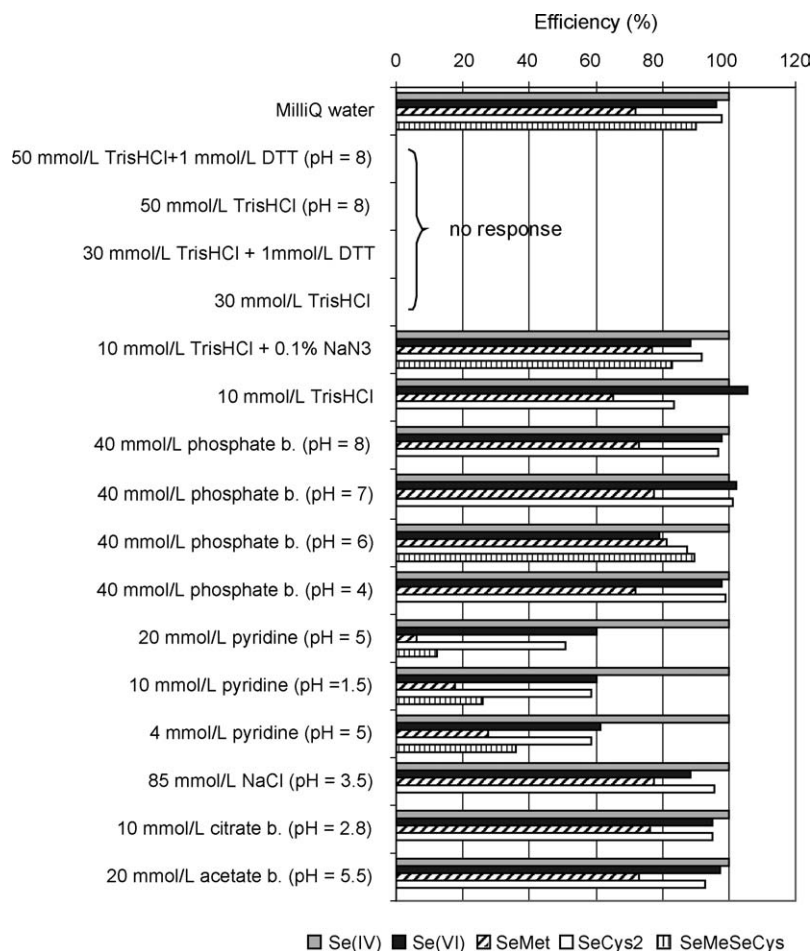 Efficiency (%)
0 20 40 60 80 100 120
MilliQ water
50 mmol/L TrisHCl+1 mmol/L DTT (pH = 8)
50 mmol/L TrisHCl (pH = 8)
no response
30 mmol/L TrisHCl + 1mmol/L DTT
30 mmol/L TrisHCl
10 mmol/L TrisHCl + 0.1% NaN3
10 mmol/L TrisHCl
40 mmol/L phosphate b. (pH = 8)
40 mmol/L phosphate b. (pH = 7)
40 mmol/L phosphate b. (pH = 6)
40 mmol/L phosphate b. (pH = 4)
20 mmol/L pyridine (pH = 5)
10 mmol/L pyridine (pH =1.5)
4 mmol/L pyridine (pH = 5)
85 mmol/L NaCl (pH = 3.5)
10 mmol/L citrate b. (pH = 2.8)
20 mmol/L acetate b. (pH = 5.5)
Se(IV) Se(VI) SeMet SeCys2 SeMeSeCys